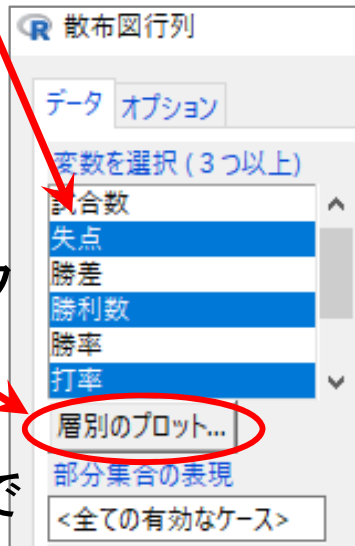 R 散布図行列
データ オプション
変数を選択 (３つ以上)
試合数
失点
勝差
勝利数
勝率
打率
層別のプロット...
部分集合の表現
で
<全ての有効なケース>